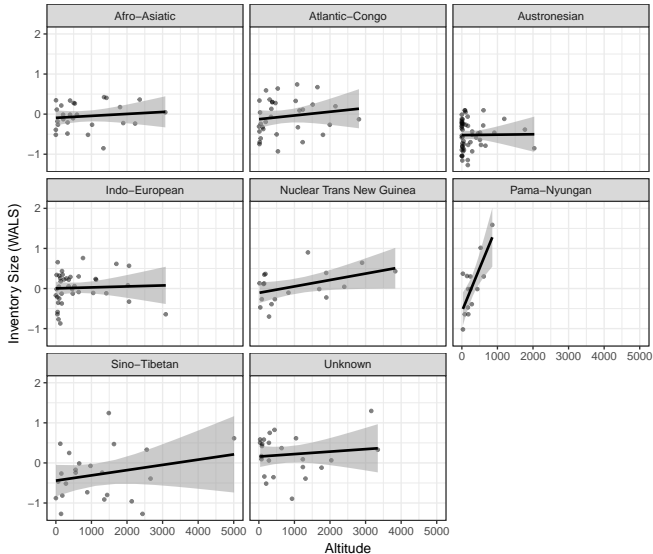 Afro−Asiatic Atlantic−Congo Austronesian
2
1
0
−1
Indo−European Nuclear Trans New Guinea Pama−Nyungan
2
1
0
−1
0 1000 2000 3000 4000 5000
Sino−Tibetan Unknown
2
1
0
−1
0 1000 2000 3000 4000 5000 0 1000 2000 3000 4000 5000
Altitude
Inventory Size (WALS)